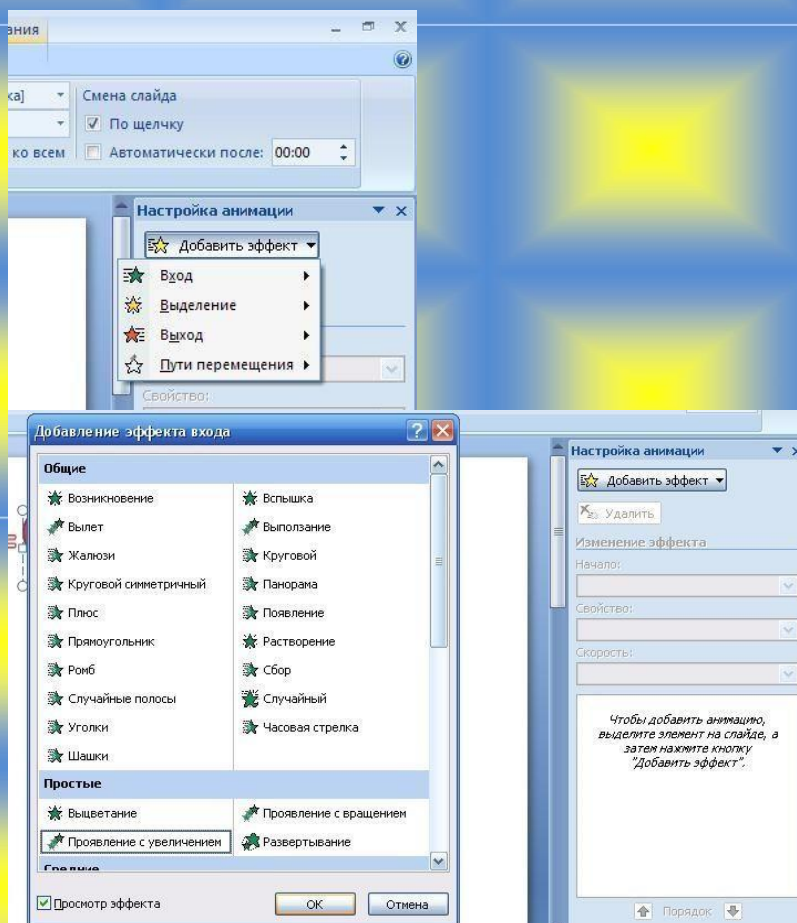 ания
ка]
Смена слайда
По щелчку
ко всем
Автоматически после: 00:00
Настройка анимации
Добавить эффект
Вход
Выделение
Выход
Пути перемещения
Свойство:
Добавление эффекта входа
Общие
Возникновение Вспышка
Вылет Выползание
Жалюзи Круговой
Круговой симметричный Панорама
Плюс Появление
Прямоугольник Растворение
Ромб Сбор
Случайные полосы Случайный
Уголки Часовая стрелка
Шашки
Простые
Выцветание Проявление с вращением
Проявление с увеличением Развертывание
Средние
Просмотр эффекта
ОК Отмена
Настройка анимации
Добавить эффект
Удалить
Изменение эффекта
Начало:
Свойство:
Скорость:
Чтобы добавить анимацию,
выделите элемент на слайде, а
затем нажмите кнопку
"Добавить эффект".
Порядок